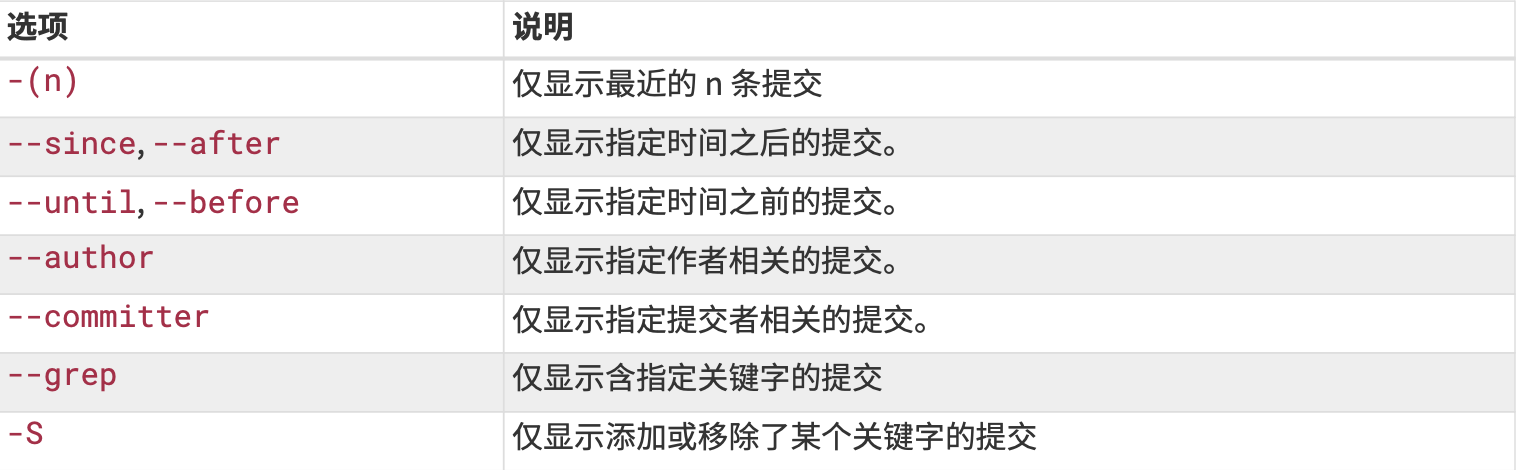 选项 说明
-(n) 仅显示最近的 n 条提交
--since, --after 仅显示指定时间之后的提交。
--until, --before 仅显示指定时间之前的提交。
--author 仅显示指定作者相关的提交。
--committer 仅显示指定提交者相关的提交。
--grep 仅显示含指定关键字的提交
-S 仅显示添加或移除了某个关键字的提交